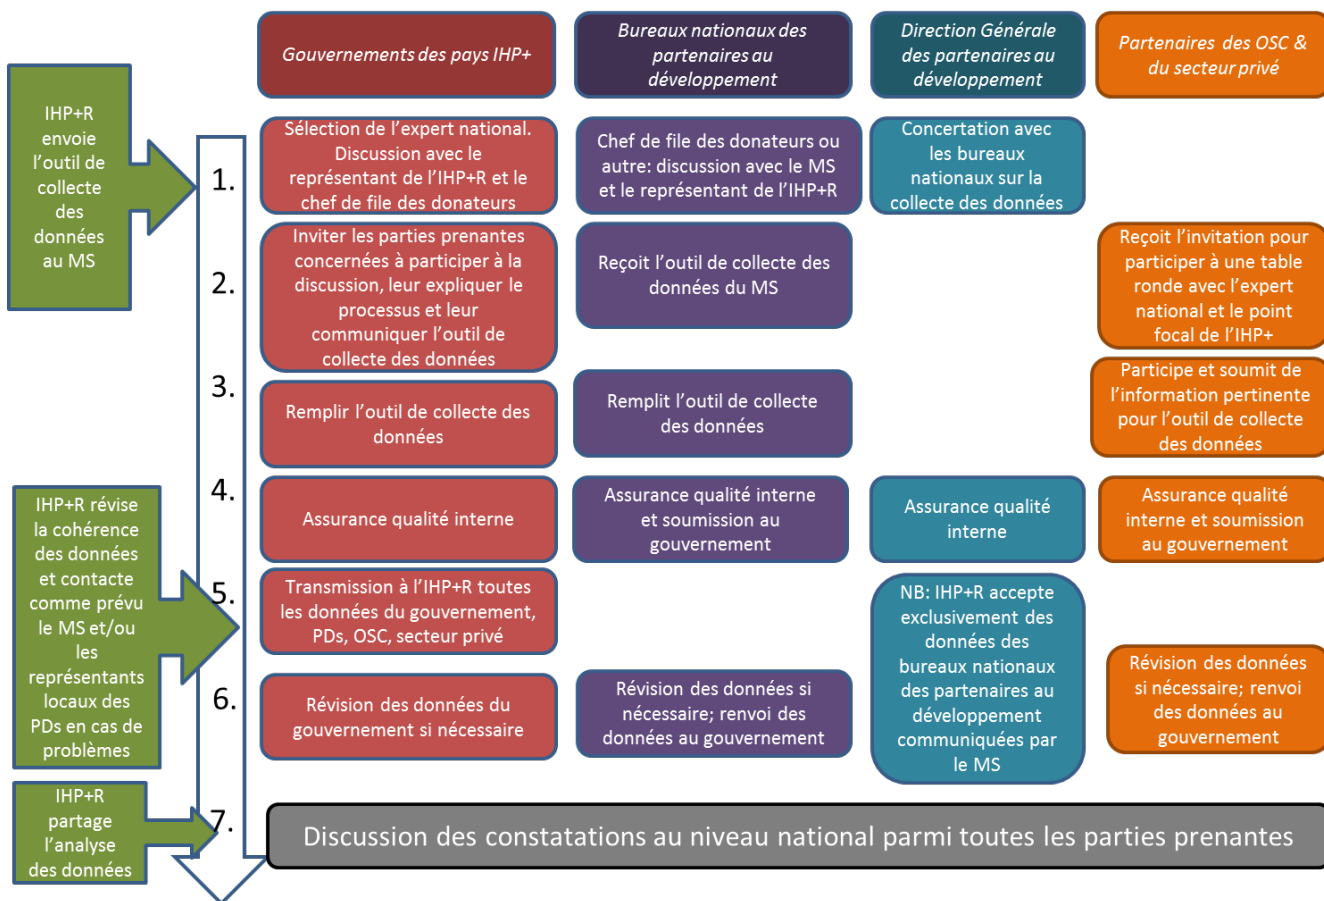 Gouvernements des pays IHP+
Bureaux nationaux des
partenaires au
développement
Direction Générale
des partenaires au
développement
Partenaires des OSC &
du secteur privé
IHP+R
envoie
l’outil de
collecte
des
données
au MS
1.
Sélection de l’expert national.
Discussion avec le
représentant de l’IHP+R et le
chef de file des donateurs
Chef de file des donateurs ou
autre: discussion avec le MS
et le représentant de l’IHP+R
Concertation avec
les bureaux
nationaux sur la
collecte des données
2.
Inviter les parties prenantes
concernées à participer à la
discussion, leur expliquer le
processus et leur
communiquer l’outil de
collecte des données
Reçoit l’outil de collecte des
données du MS
Reçoit l’invitation pour
participer à une table
ronde avec l’expert
national et le point
focal de l’IHP+
3.
Remplir l’outil de collecte des
données
Remplit l’outil de collecte
des données
Participe et soumit de
l’information pertinente
pour l’outil de collecte
des données
4.
Assurance qualité interne
Assurance qualité interne
et soumission au
gouvernement
Assurance qualité
interne
Assurance qualité
interne et soumission
au gouvernement
IHP+R révise
la cohérence
des données
et contacte
comme prévu
le MS et/ou
les
représentants
locaux des
PDs en cas de
problèmes
5.
Transmission à l’IHP+R toutes
les données du gouvernement,
PDs, OSC, secteur privé
NB: IHP+R accepte
exclusivement des
données des
bureaux nationaux
des partenaires au
développement
communiquées par
le MS
6.
Révision des données du
gouvernement si nécessaire
Révision des données si
nécessaire; renvoi des
données au gouvernement
Révision des données
si nécessaire; renvoi
des données au
gouvernement
IHP+R
partage
l’analyse
des données
7.
Discussion des constatations au niveau national parmi toutes les parties prenantes